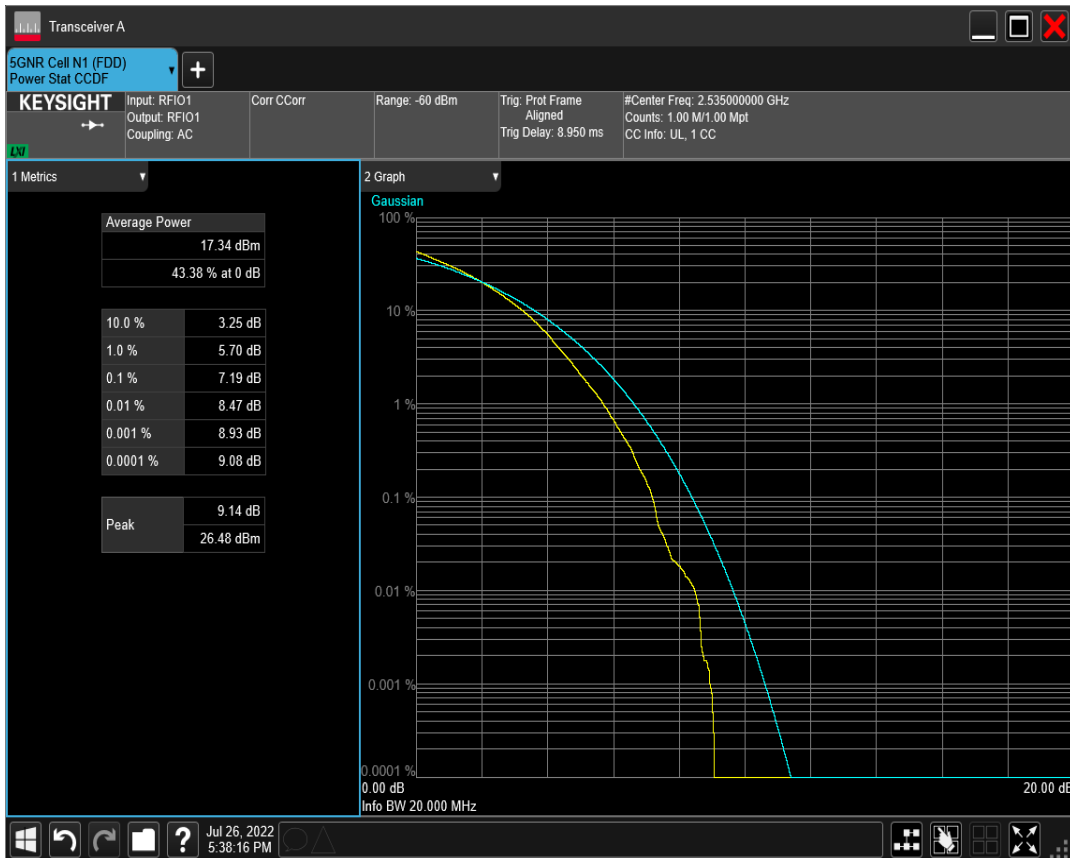 Transceiver A
5GNR Cell N1 (FDD)
Power Stat CCDF
KEYSIGHT
LXI
Input: RFIO1
Output: RFIO1
Coupling: AC
Corr CCorr
Range: -60 dBm
Trig: Prot Frame
Aligned
Trig Delay: 8.950 ms
#Center Freq: 2.535000000 GHz
Counts: 1.00 M/1.00 Mpt
CC Info: UL, 1 CC
1 Metrics
Average Power
17.34 dBm
43.38 % at 0 dB
10.0 % 3.25 dB
1.0 % 5.70 dB
0.1 % 7.19 dB
0.01 % 8.47 dB
0.001 % 8.93 dB
0.0001 % 9.08 dB
Peak 9.14 dB
26.48 dBm
2 Graph
Gaussian
100 %
10 %
1 %
0.1 %
0.01 %
0.001 %
0.0001 %
0.00 dB 20.00 dB
Info BW 20.000 MHz
?
Jul 26, 2022
5:38:16 PM